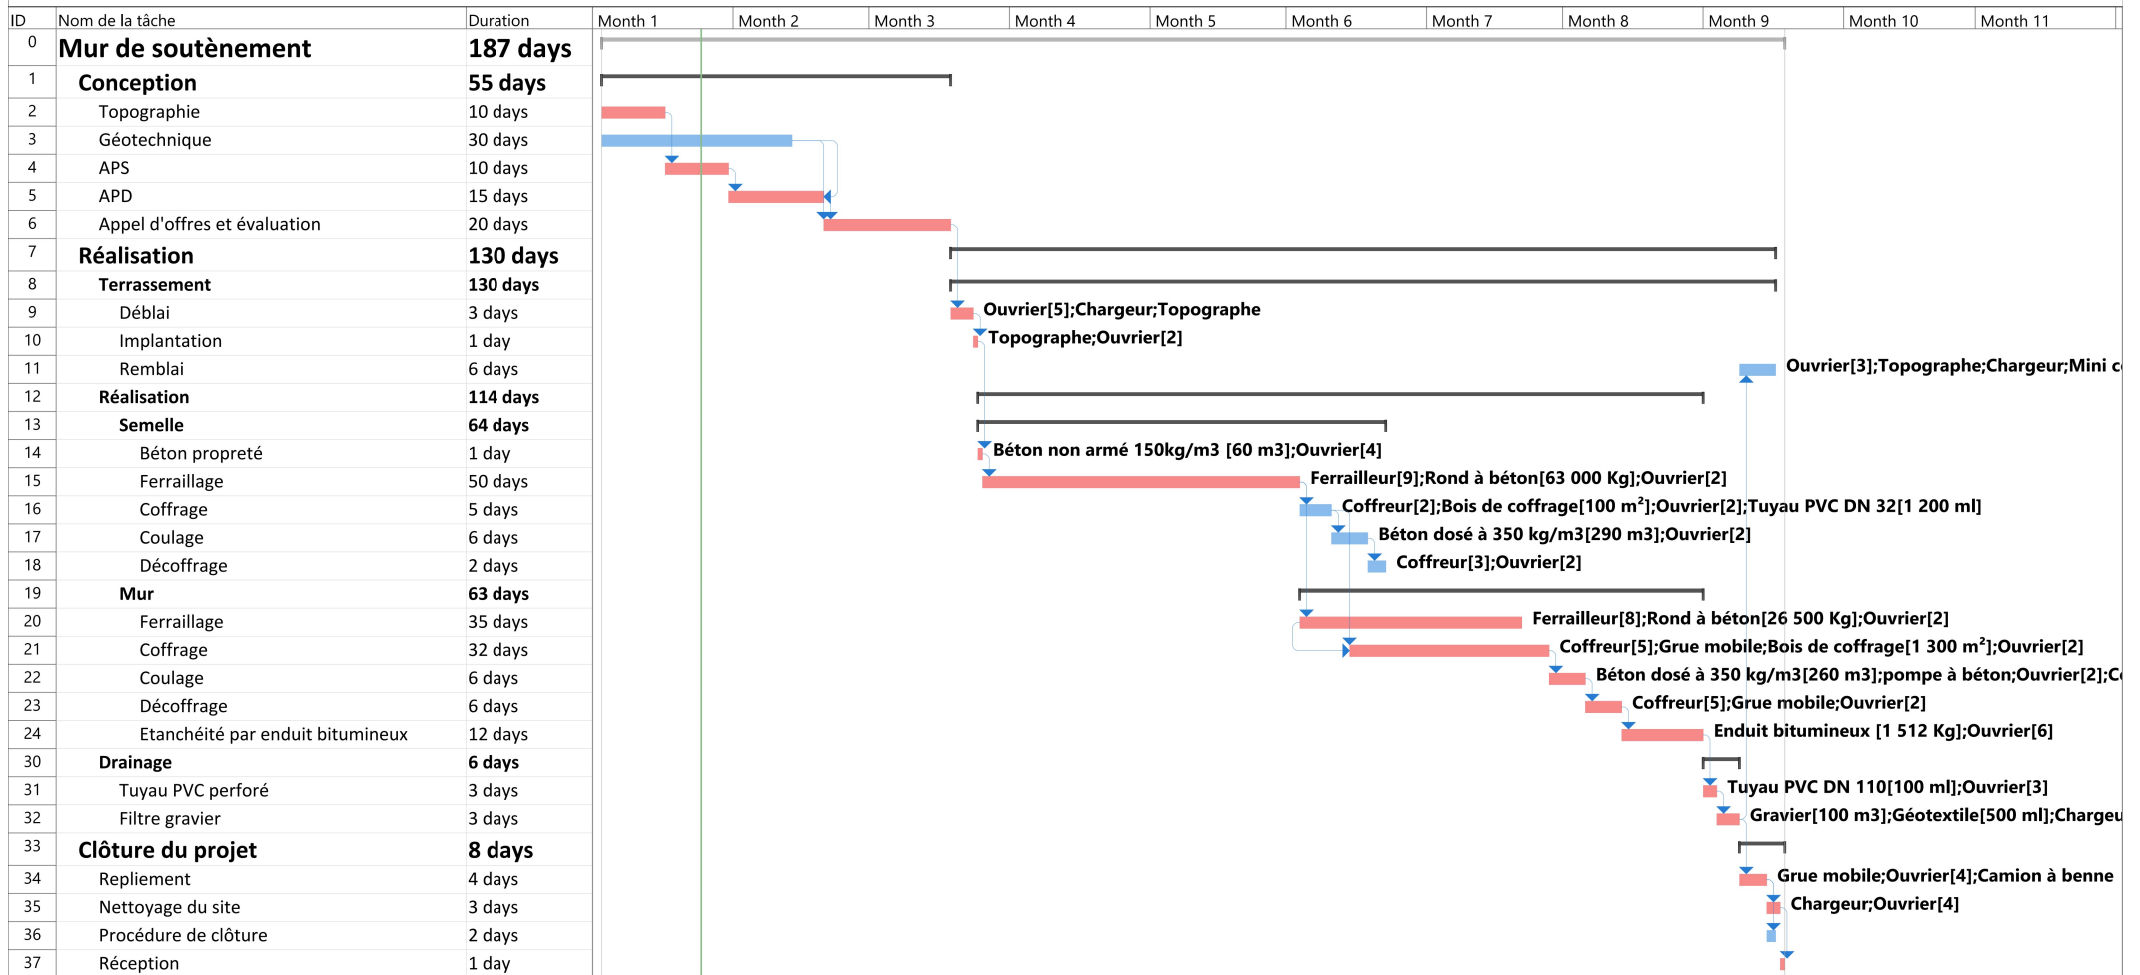 ID Nom de la tâche Duration Month 1 Month 2 Month 3 Month 4 Month 5 Month 6 Month 7 Month 8 Month 9 Month 10 Month 11
0 Mur de soutènement 187 days
1 Conception 55 days
2 Topographie 10 days
3 Géotechnique 30 days
4 APS 10 days
5 APD 15 days
6 Appel d'offres et évaluation 20 days
7 Réalisation 130 days
8 Terrassement 130 days
9 Déblai 3 days Ouvrier[5];Chargeur;Topographe
10 Implantation 1 day Topographe;Ouvrier[2]
11 Remblai 6 days Ouvrier[3];Topographe;Chargeur;Mini
12 Réalisation 114 days
13 Semelle 64 days
14 Béton propreté 1 day Béton non armé 150kg/m3 [60 m3];Ouvrier[4]
15 Ferraillage 50 days Ferrailleur[9];Rond à béton[63 000 Kg];Ouvrier[2]
16 Coffrage 5 days Coffreur[2];Bois de coffrage[100 m²];Ouvrier[2];Tuyau PVC DN 32[1 200 ml]
17 Coulage 6 days Béton dosé à 350 kg/m3[290 m3];Ouvrier[2]
18 Décoffrage 2 days Coffreur[3];Ouvrier[2]
19 Mur 63 days
20 Ferraillage 35 days Ferrailleur[8];Rond à béton[26 500 Kg];Ouvrier[2]
21 Coffrage 32 days Coffreur[5];Grue mobile;Bois de coffrage[1 300 m²];Ouvrier[2]
22 Coulage 6 days Béton dosé à 350 kg/m3[260 m3];pompe à béton;Ouvrier[2];
23 Décoffrage 6 days Coffreur[5];Grue mobile;Ouvrier[2]
24 Etanchéité par enduit bitumineux 12 days Enduit bitumineux [1 512 Kg];Ouvrier[6]
30 Drainage 6 days
31 Tuyau PVC perforé 3 days Tuyau PVC DN 110[100 ml];Ouvrier[3]
32 Filtre gravier 3 days Gravier[100 m3];Géotextile[500 ml];Chargeu
33 Clôture du projet 8 days
34 Repliement 4 days Grue mobile;Ouvrier[4];Camion à benne
35 Nettoyage du site 3 days Chargeur;Ouvrier[4]
36 Procédure de clôture 2 days
37 Réception 1 day